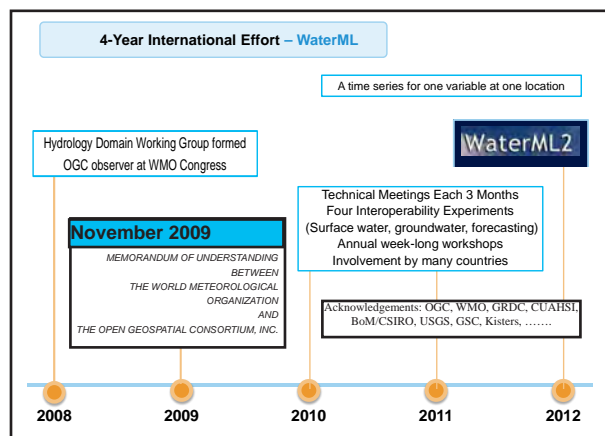 4-Year International Effort – WaterML
A time series for one variable at one location
WaterML2
Hydrology Domain Working Group formed
OGC observer at WMO Congress
Technical Meetings Each 3 Months
Four Interoperability Experiments
(Surface water, groundwater, forecasting)
Annual week-long workshops
Involvement by many countries
November 2009
MEMORANDUM OF UNDERSTANDING
BETWEEN
THE WORLD METEOROLOGICAL
ORGANIZATION
AND
THE OPEN GEOSPATIAL CONSORTIUM, INC.
Acknowledgements: OGC, WMO, GRDC, CUAHSI,
BoM/CSIRO, USGS, GSC, Kisters, …….
2008 2009 2010 2011 2012